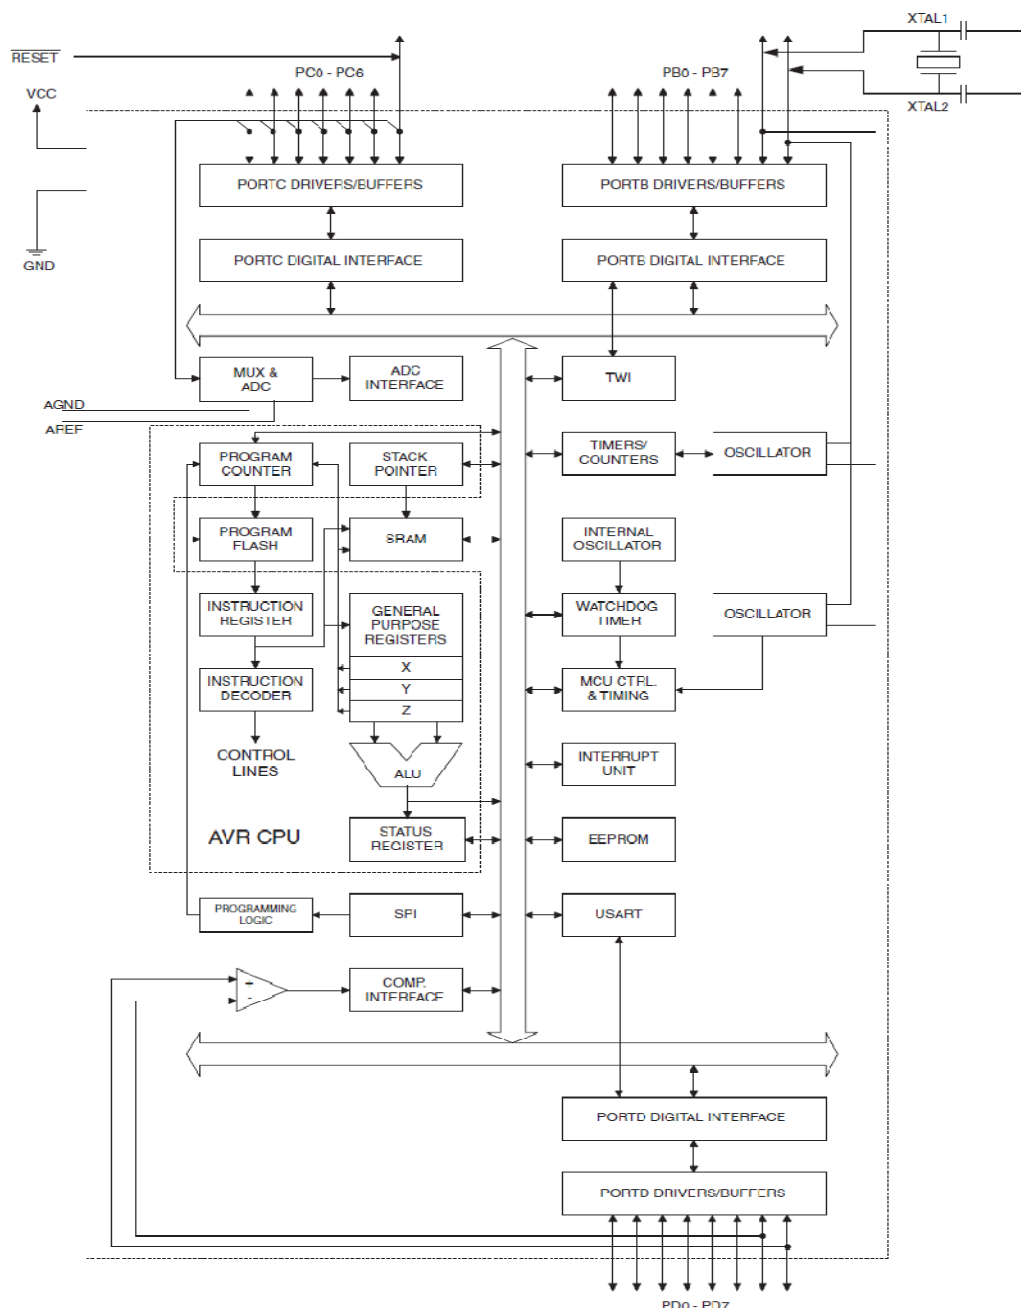 XTAL1
RESET
PC0 - PC6
PB0 - PB7
VCC
XTAL2
PORTC DRIVERS/BUFFERS
PORTB DRIVERS/BUFFERS
GND
PORTC DIGITAL INTERFACE
PORTB DIGITAL INTERFACE
MUX &
ADC
ADC
INTERFACE
TWI
AGND
AREF
PROGRAM
COUNTER
STACK
POINTER
TIMERS/
COUNTERS
OSCILLATOR
PROGRAM
FLASH
SRAM
INTERNAL
OSCILLATOR
INSTRUCTION
REGISTER
GENERAL
PURPOSE
REGISTERS
WATCHDOG
TIMER
OSCILLATOR
X
INSTRUCTION
DECODER
Y
MCU CTRL.
& TIMING
Z
CONTROL
LINES
ALU
INTERRUPT
UNIT
AVR CPU
STATUS
REGISTER
EEPROM
PROGRAMMING
LOGIC
SPI
USART
+
-
COMP.
INTERFACE
PORTD DIGITAL INTERFACE
PORTD DRIVERS/BUFFERS
PD0 - PD7